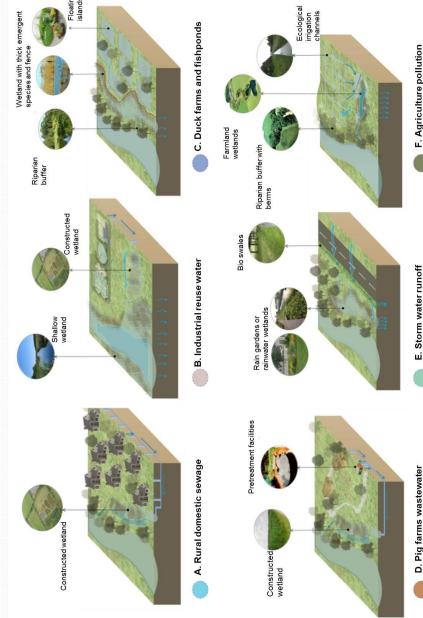 Constructed wetland
A. Rural domestic sewage
Shallow
wetland
Constructed
wetland
B. Industrial reuse water
Riparian
buffer
Wetland with thick emergent
species and fence
Floating
islands
C. Duck farms and fishponds
Constructed
wetland
Pretreatment facilities
D. Pig farms wastewater
Rain gardens or
rainwater wetlands
Bio swales
E. Storm water runoff
Riparian buffer with
berms
Farmland
wetlands
Ecological
irrigation
channels
F. Agriculture pollution